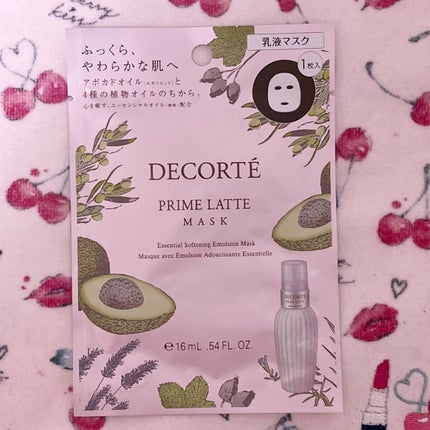 ふっくら、
やわらかな肌へ
アボカドオイル(エモリエント)と
4種の植物オイルのちから。
心を癒す、エッセンシャルオイル(香料)配合
乳液マスク
1枚入
DECORTÉ
PRIME LATTE
MASK
Essential Softening Emulsion Mask
Masque avec Émulsion Adoucissante Essentielle
DECORTÉ
PRIME LATTE
℮16 mL .54 FL. OZ.